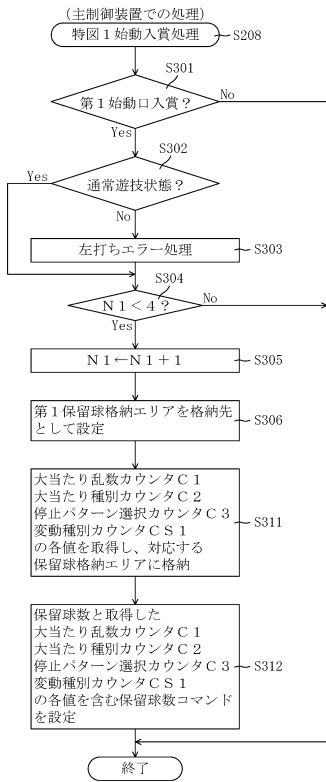 (主制御装置での処理)
特図1始動入賞処理
S208
S301
第1始動口入賞?
No
Yes
S302
Yes
通常遊技状態?
No
左打ちエラー処理
S303
S304
N1<4?
No
Yes
N1←N1+1
S305
第1保留球格納エリアを格納先
として設定
S306
大当たり乱数カウンタC1
大当たり種別カウンタC2
停止パターン選択カウンタC3
変動種別カウンタCS1
の各値を取得し、対応する
保留球格納エリアに格納
S311
保留球数と取得した
大当たり乱数カウンタC1
大当たり種別カウンタC2
停止パターン選択カウンタC3
変動種別カウンタCS1
の各値を含む保留球数コマンド
を設定
S312
終了